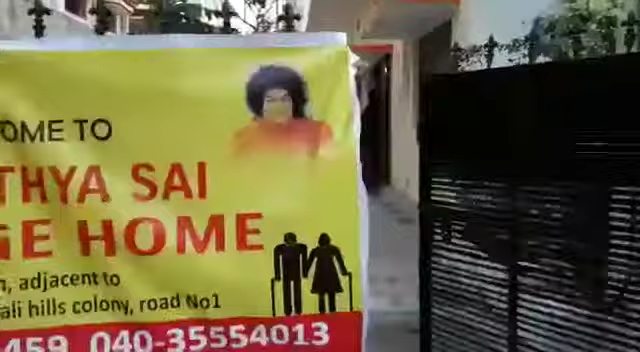 OME TO
THYA SAI
GE HOME
n, adjacent to
ali hills colony, road No1
459 040-35554013